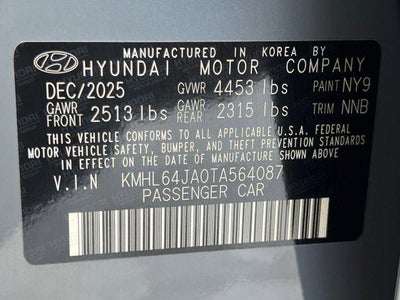 MANUFACTURED IN KOREA BY
HYUNDAI MOTOR COMPANY
DEC/2025 GVWR 4453 lbs PAINT NY9
GAWR FRONT 2513 lbs GAWR REAR 2315 lbs TRIM NNB
THIS VEHICLE CONFORMS TO ALL APPLICABLE U.S.A. FEDERAL
MOTOR VEHICLE SAFETY, BUMPER, AND THEFT PREVENTION STANDARDS
IN EFFECT ON THE DATE OF MANUFACTURE SHOWN ABOVE.
V.I.N KMHL64JA0TA564087
PASSENGER CAR